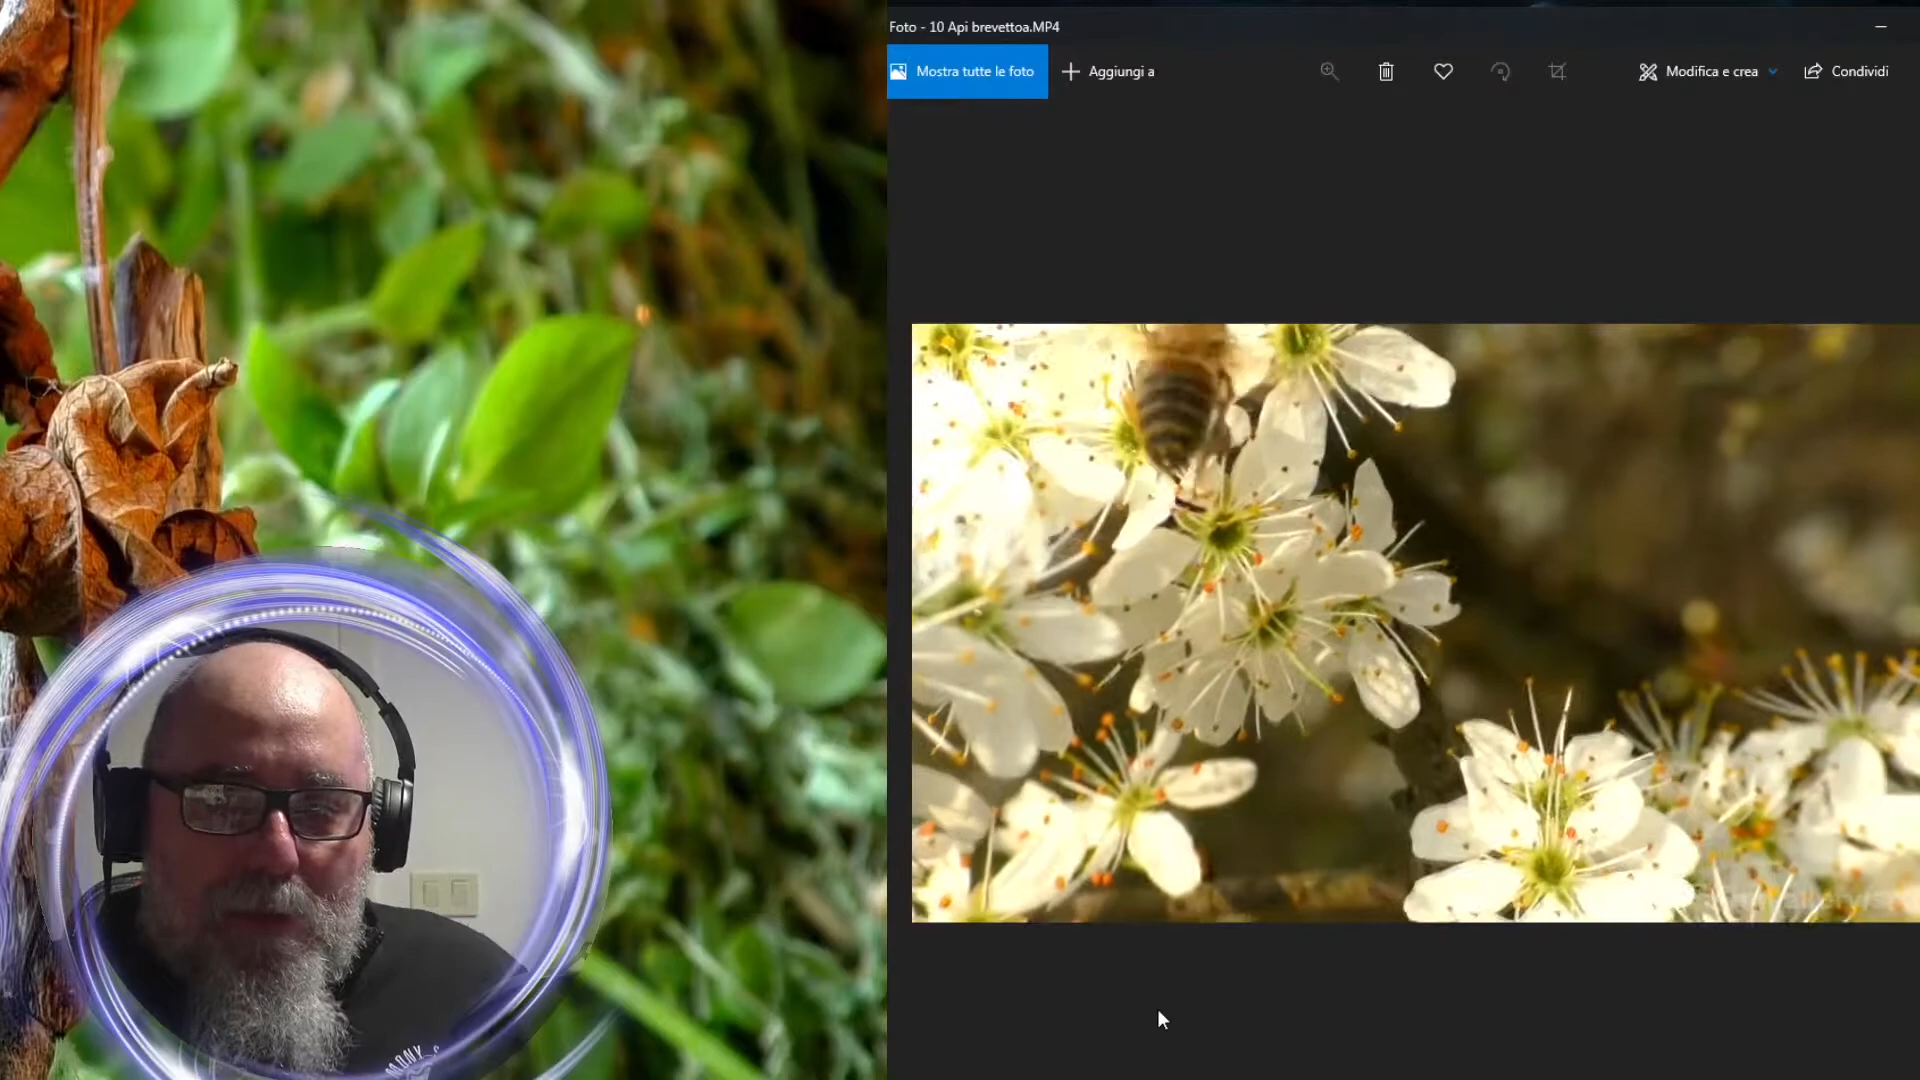 Foto - 10 Api brevettoa.MP4
Mostra tutte le foto
Aggiungi a
Modifica e crea
Condividi